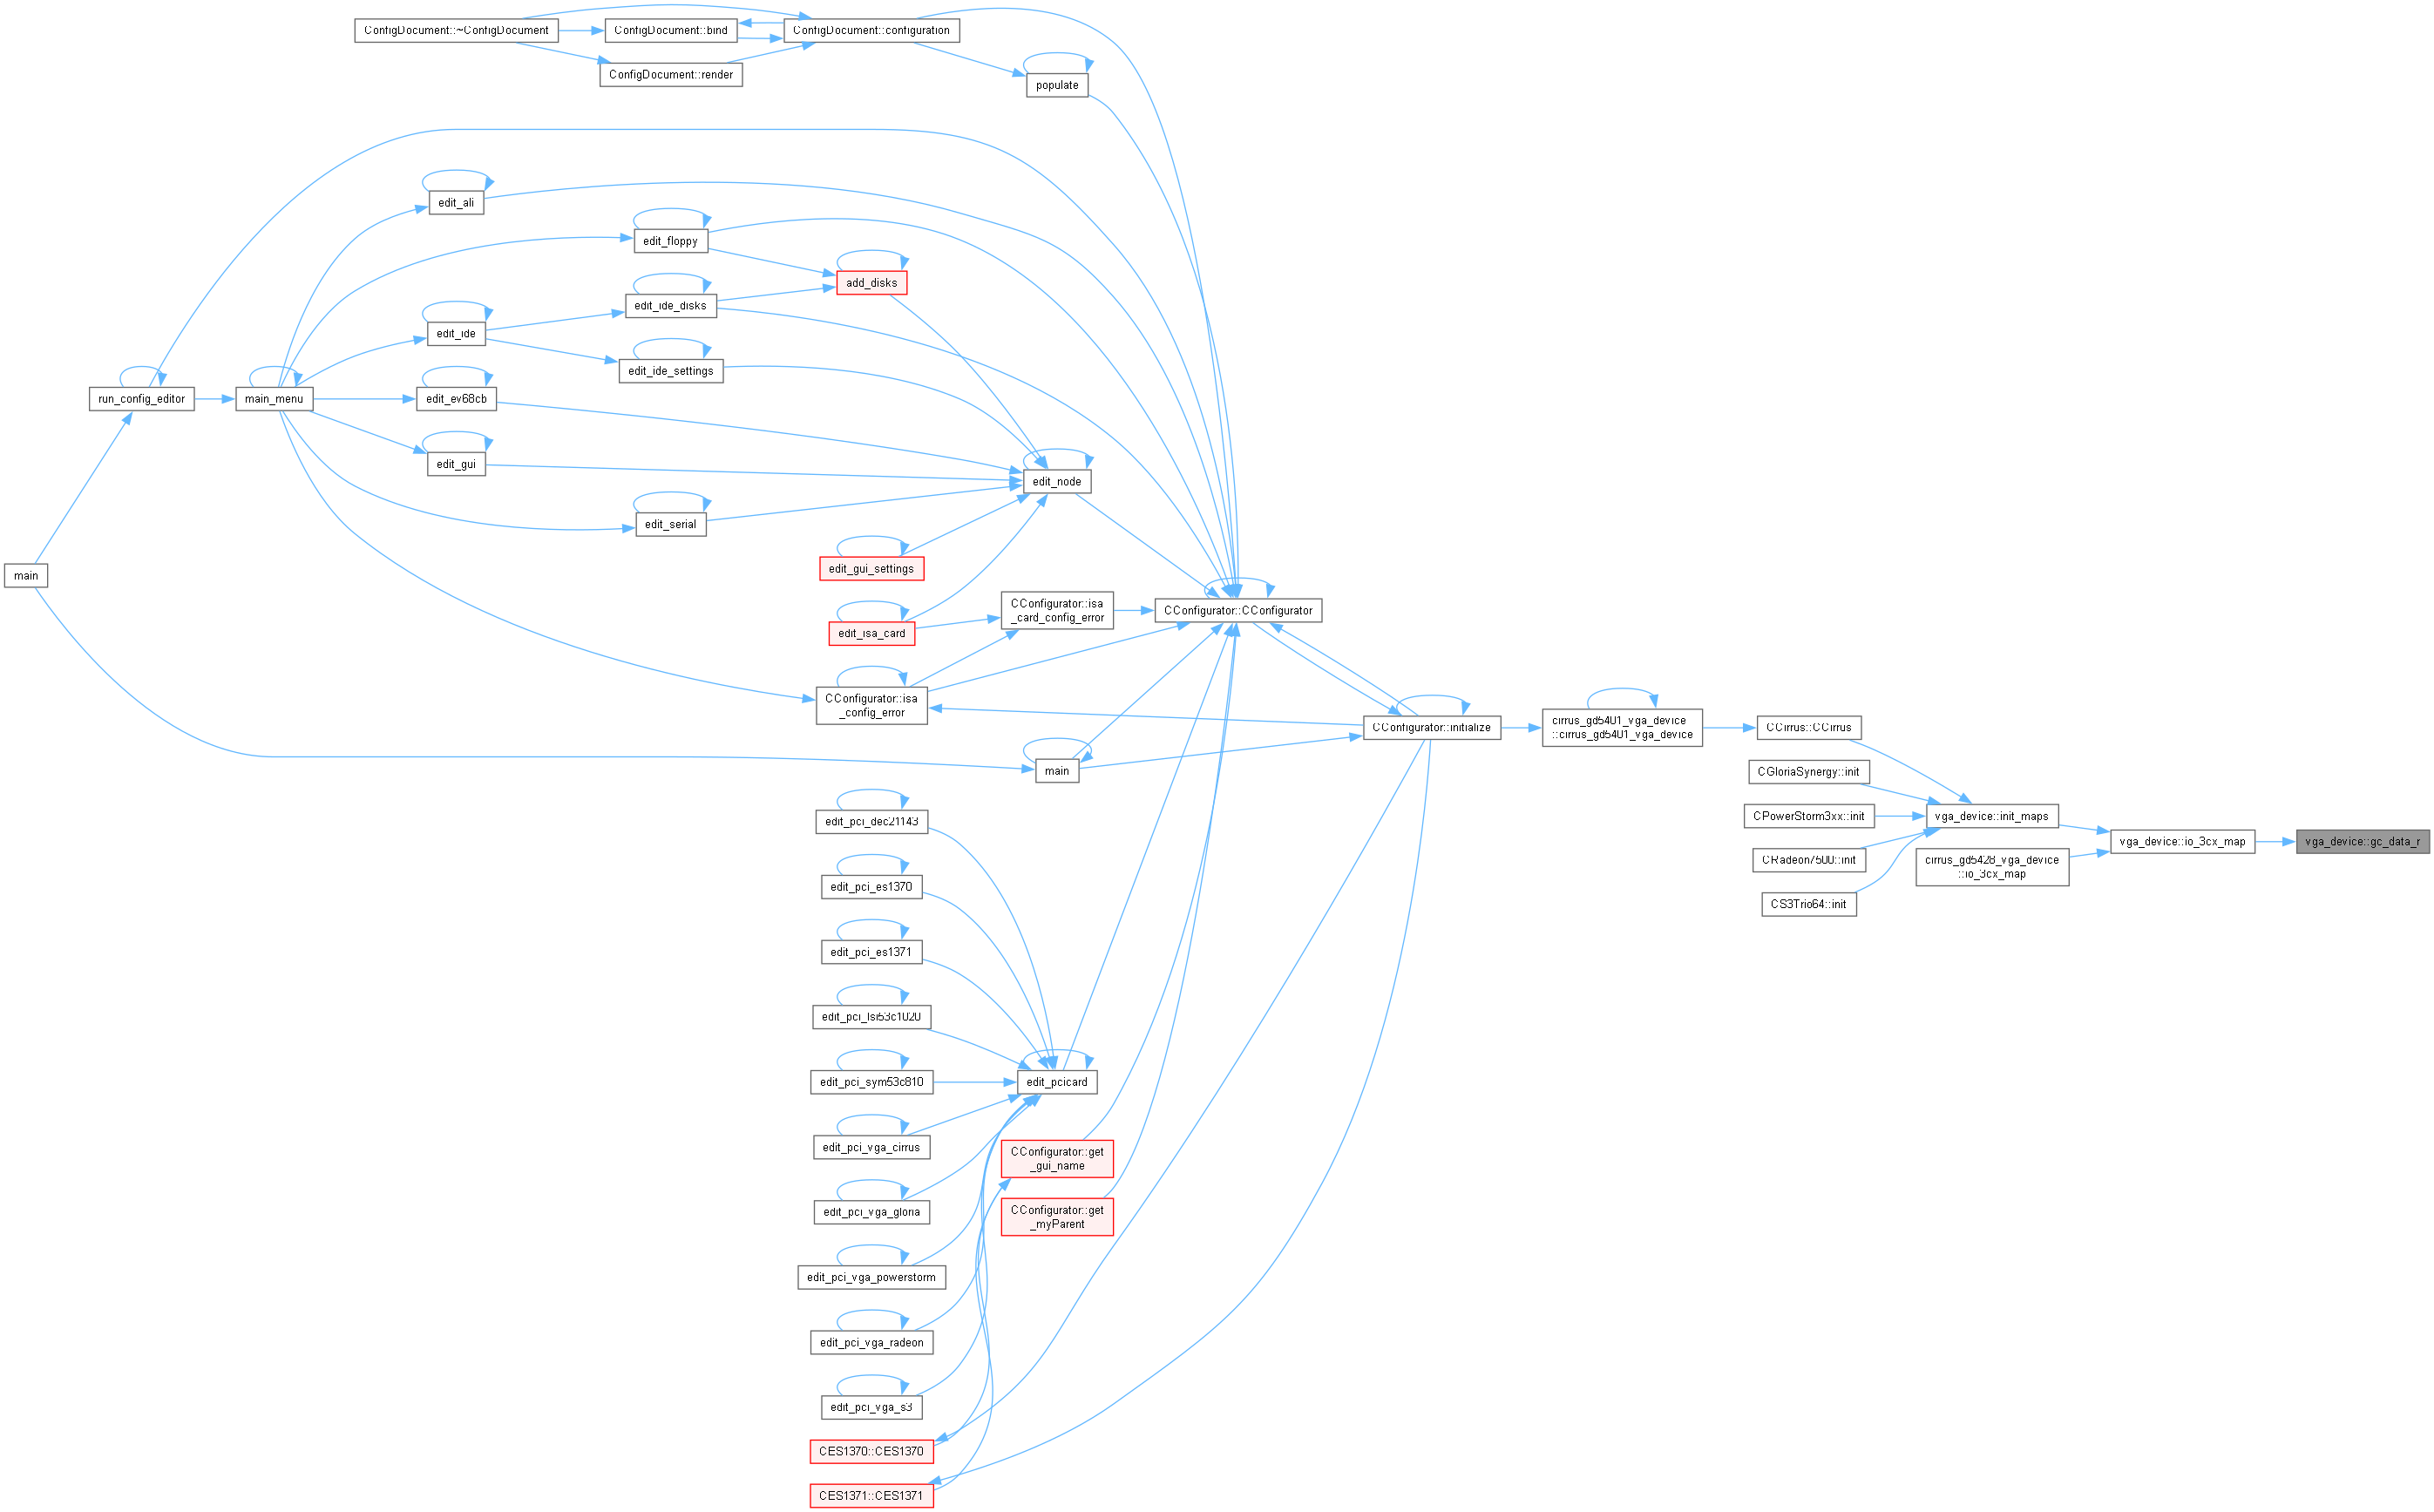 ConfigDocument::~ConfigDocument
ConfigDocument::bind
ConfigDocument::configuration
ConfigDocument::render
populate
edit_ali
edit_floppy
add_disks
edit_ide_disks
edit_ide
edit_ide_settings
run_config_editor
main_menu
edit_ev68cb
edit_gui
edit_node
edit_serial
edit_gui_settings
main
CConfigurator::isa
_card_config_error
CConfigurator::CConfigurator
edit_isa_card
CConfigurator::isa
_config_error
CConfigurator::initialize
cirrus_gd5401_vga_device
::cirrus_gd5401_vga_device
CCirrus::CCirrus
main
CGloriaSynergy::init
CPowerStorm3xx::init
vga_device::init_maps
edit_pci_dec21143
vga_device::io_3cx_map
vga_device::gc_data_r
CRadeon7500::init
cirrus_gd5428_vga_device
::io_3cx_map
edit_pci_es1370
CS3Trio64::init
edit_pci_es1371
edit_pci_lsi53c1020
edit_pci_sym53c810
edit_pcicard
edit_pci_vga_cirrus
CConfigurator::get
_gui_name
edit_pci_vga_gloria
CConfigurator::get
_myParent
edit_pci_vga_powerstorm
edit_pci_vga_radeon
edit_pci_vga_s3
CES1370::CES1370
CES1371::CES1371